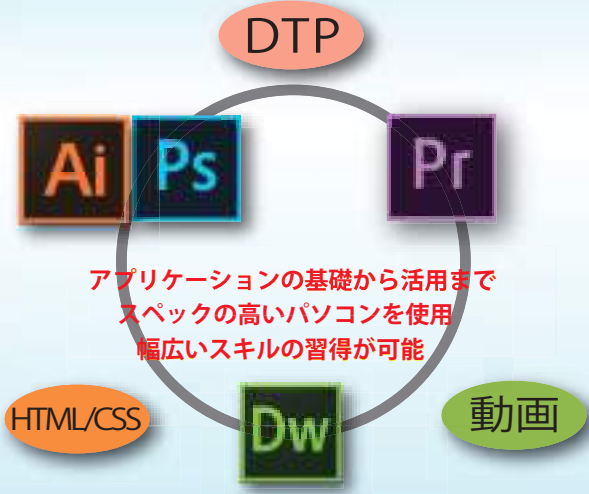 DTP
Ai
Ps
Pr
アプリケーションの基礎から活用まで
スペックの高いパソコンを使用
幅広いスキルの習得が可能
HTML/CSS
Dw
動画